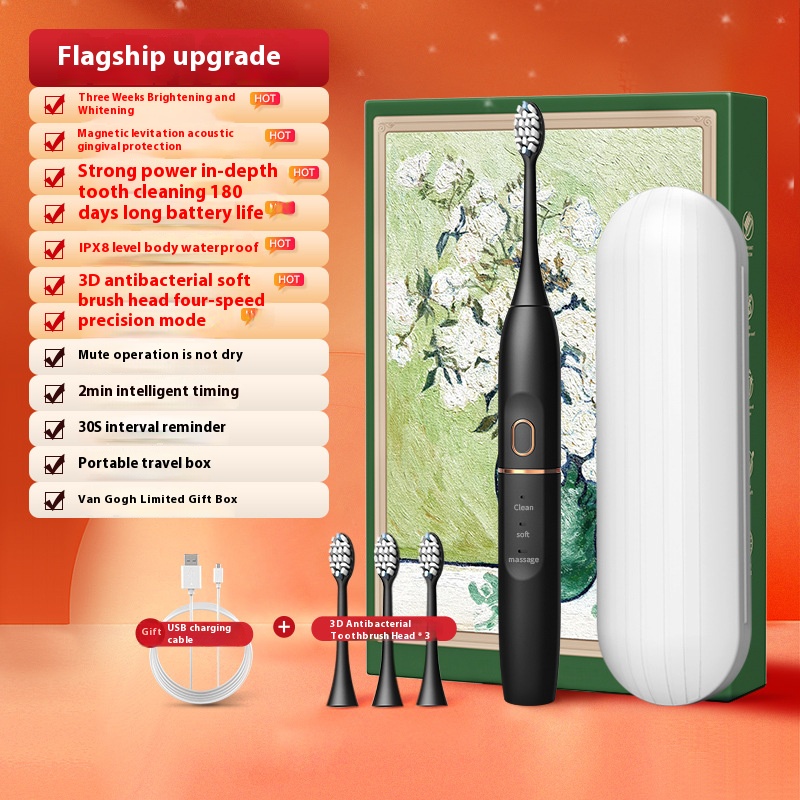 Flagship upgrade
Three Weeks Brightening and
Whitening
HOT
Magnetic levitation acoustic
gingival protection
HOT
Strong power in-depth
HOT
tooth cleaning 180
days long battery life
IPX8 level body waterproof
HOT
3D antibacterial soft
HOT
brush head four-speed
precision mode
Mute operation is not dry
2min intelligent timing
30S interval reminder
Portable travel box
Van Gogh Limited Gift Box
Clean
soft
massage
Gift
USB charging
cable
+
3D Antibacterial
Toothbrush Head * 3